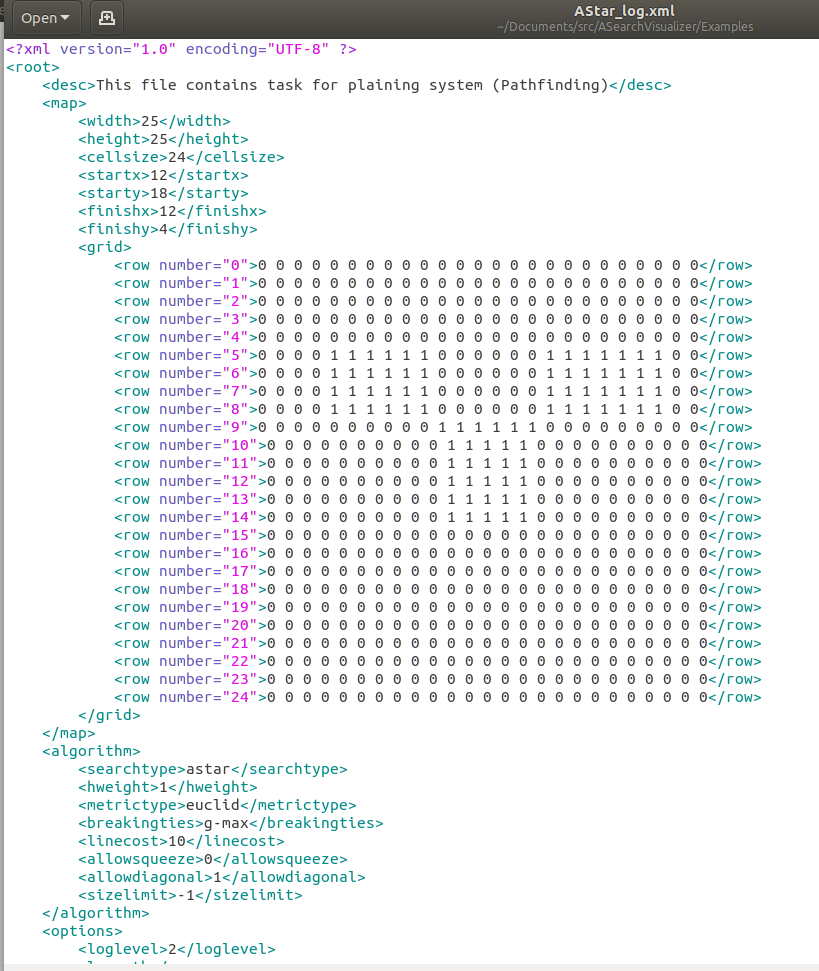 Open
AStar_log.xml
~/Documents/src/ASearchVisualizer/Examples
<?xml version="1.0" encoding="UTF-8" ?>
<root>
<desc>This file contains task for plaining system (Pathfinding)</desc>
<map>
<width>25</width>
<height>25</height>
<cellsize>24</cellsize>
<startx>12</startx>
<starty>18</starty>
<finishx>12</finishx>
<finishy>4</finishy>
<grid>
<row number="0">0 0 0 0 0 0 0 0 0 0 0 0 0 0 0 0 0 0 0 0 0 0 0 0 0</row>
<row number="1">0 0 0 0 0 0 0 0 0 0 0 0 0 0 0 0 0 0 0 0 0 0 0 0 0</row>
<row number="2">0 0 0 0 0 0 0 0 0 0 0 0 0 0 0 0 0 0 0 0 0 0 0 0 0</row>
<row number="3">0 0 0 0 0 0 0 0 0 0 0 0 0 0 0 0 0 0 0 0 0 0 0 0 0</row>
<row number="4">0 0 0 0 0 0 0 0 0 0 0 0 0 0 0 0 0 0 0 0 0 0 0 0 0</row>
<row number="5">0 0 0 0 1 1 1 1 1 1 0 0 0 0 0 0 1 1 1 1 1 1 1 0 0</row>
<row number="6">0 0 0 0 1 1 1 1 1 1 0 0 0 0 0 0 1 1 1 1 1 1 1 0 0</row>
<row number="7">0 0 0 0 1 1 1 1 1 1 0 0 0 0 0 0 1 1 1 1 1 1 1 0 0</row>
<row number="8">0 0 0 0 1 1 1 1 1 1 0 0 0 0 0 0 1 1 1 1 1 1 1 0 0</row>
<row number="9">0 0 0 0 0 0 0 0 0 0 1 1 1 1 1 1 0 0 0 0 0 0 0 0 0</row>
<row number="10">0 0 0 0 0 0 0 0 0 0 1 1 1 1 1 0 0 0 0 0 0 0 0 0 0</row>
<row number="11">0 0 0 0 0 0 0 0 0 0 1 1 1 1 1 0 0 0 0 0 0 0 0 0 0</row>
<row number="12">0 0 0 0 0 0 0 0 0 0 1 1 1 1 1 0 0 0 0 0 0 0 0 0 0</row>
<row number="13">0 0 0 0 0 0 0 0 0 0 1 1 1 1 1 0 0 0 0 0 0 0 0 0 0</row>
<row number="14">0 0 0 0 0 0 0 0 0 0 1 1 1 1 1 0 0 0 0 0 0 0 0 0 0</row>
<row number="15">0 0 0 0 0 0 0 0 0 0 0 0 0 0 0 0 0 0 0 0 0 0 0 0 0</row>
<row number="16">0 0 0 0 0 0 0 0 0 0 0 0 0 0 0 0 0 0 0 0 0 0 0 0 0</row>
<row number="17">0 0 0 0 0 0 0 0 0 0 0 0 0 0 0 0 0 0 0 0 0 0 0 0 0</row>
<row number="18">0 0 0 0 0 0 0 0 0 0 0 0 0 0 0 0 0 0 0 0 0 0 0 0 0</row>
<row number="19">0 0 0 0 0 0 0 0 0 0 0 0 0 0 0 0 0 0 0 0 0 0 0 0 0</row>
<row number="20">0 0 0 0 0 0 0 0 0 0 0 0 0 0 0 0 0 0 0 0 0 0 0 0 0</row>
<row number="21">0 0 0 0 0 0 0 0 0 0 0 0 0 0 0 0 0 0 0 0 0 0 0 0 0</row>
<row number="22">0 0 0 0 0 0 0 0 0 0 0 0 0 0 0 0 0 0 0 0 0 0 0 0 0</row>
<row number="23">0 0 0 0 0 0 0 0 0 0 0 0 0 0 0 0 0 0 0 0 0 0 0 0 0</row>
<row number="24">0 0 0 0 0 0 0 0 0 0 0 0 0 0 0 0 0 0 0 0 0 0 0 0 0</row>
</grid>
</map>
<algorithm>
<searchtype>astar</searchtype>
<hweight>1</hweight>
<metrictype>euclid</metrictype>
<breakingties>g-max</breakingties>
<linecost>10</linecost>
<allowsqueeze>0</allowsqueeze>
<allowdiagonal>1</allowdiagonal>
<sizelimit>-1</sizelimit>
</algorithm>
<options>
<loglevel>2</loglevel>